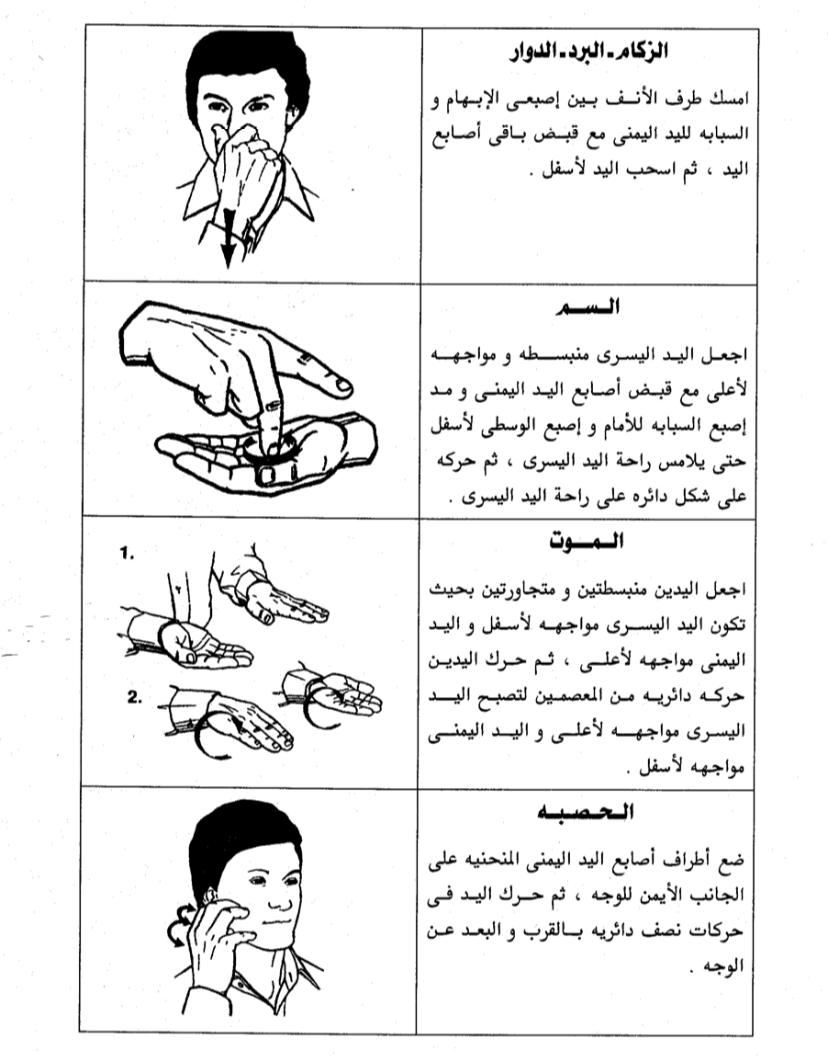 الزكام-البرد-الدوار
امسك طرف الأنف بين إصبعى الإبهام و
السبابه لليد اليمنى مع قبض باقى أصابع
اليد ، ثم اسحب اليد لأسفل .
السم
اجعل اليد اليسرى منبسطه و مواجهه
لأعلى مع قبض أصابع اليد اليمنى و مد
إصبع السبابه للأمام و إصبع الوسطى لأسفل
حتى يلامس راحة اليد اليسرى ، ثم حركه
على شكل دائره على راحة اليد اليسرى .
الموت
1.
اجعل اليدين منبسطتين و متجاورتين بحيث
تكون اليد اليسرى مواجهه لأسفل و اليد
اليمنى مواجهه لأعلى ، ثم حرك اليدين
2.
حركه دائريه من المعصمين لتصبح اليد
اليسرى مواجهه لأعلى و اليد اليمنى
مواجهه لأسفل .
الحصبه
ضع أطراف أصابع اليد اليمنى المنحنيه على
الجانب الأيمن للوجه ، ثم حرك اليد فى
حركات نصف دائريه بالقرب و البعد عن
الوجه .